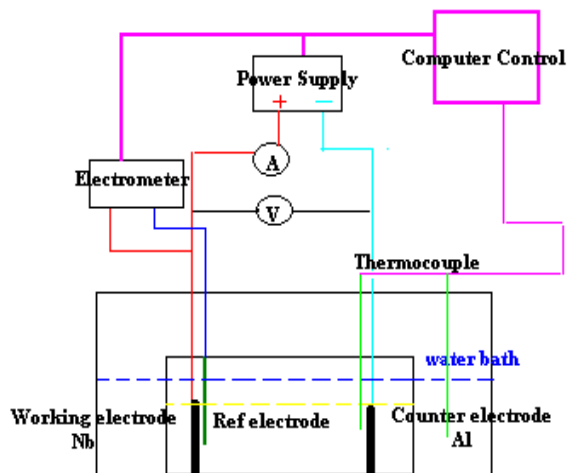 Computer Control
Power Supply
+ −
A
Electrometer
V
Thermocouple
water bath
Working electrode
Nb
Ref electrode
Counter electrode
Al